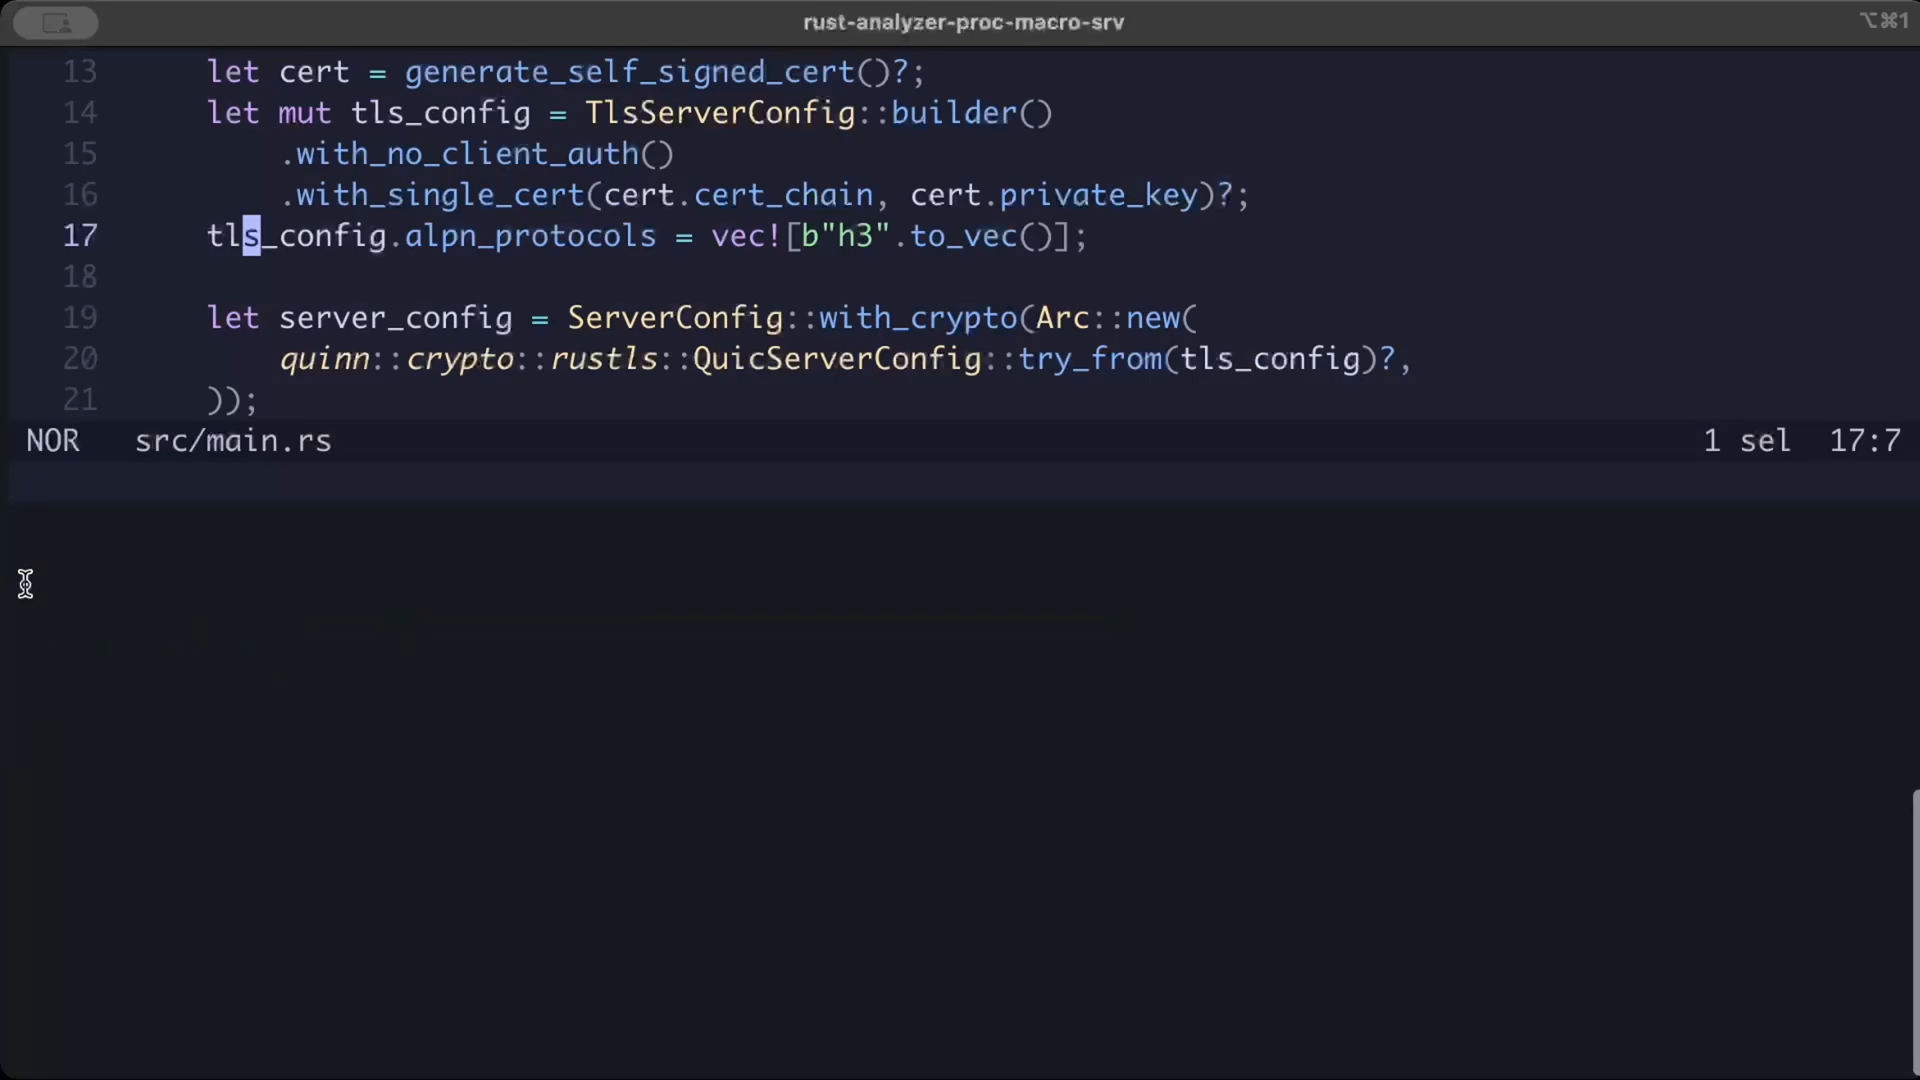 rust-analyzer-proc-macro-srv ⌥⌘1
13 let cert = generate_self_signed_cert()?;
14 let mut tls_config = TlsServerConfig::builder()
15 .with_no_client_auth()
16 .with_single_cert(cert.cert_chain, cert.private_key)?;
17 tls_config.alpn_protocols = vec![b"h3".to_vec()];
18
19 let server_config = ServerConfig::with_crypto(Arc::new(
20 quinn::crypto::rustls::QuicServerConfig::try_from(tls_config)?,
21 ));
NOR src/main.rs 1 sel 17:7